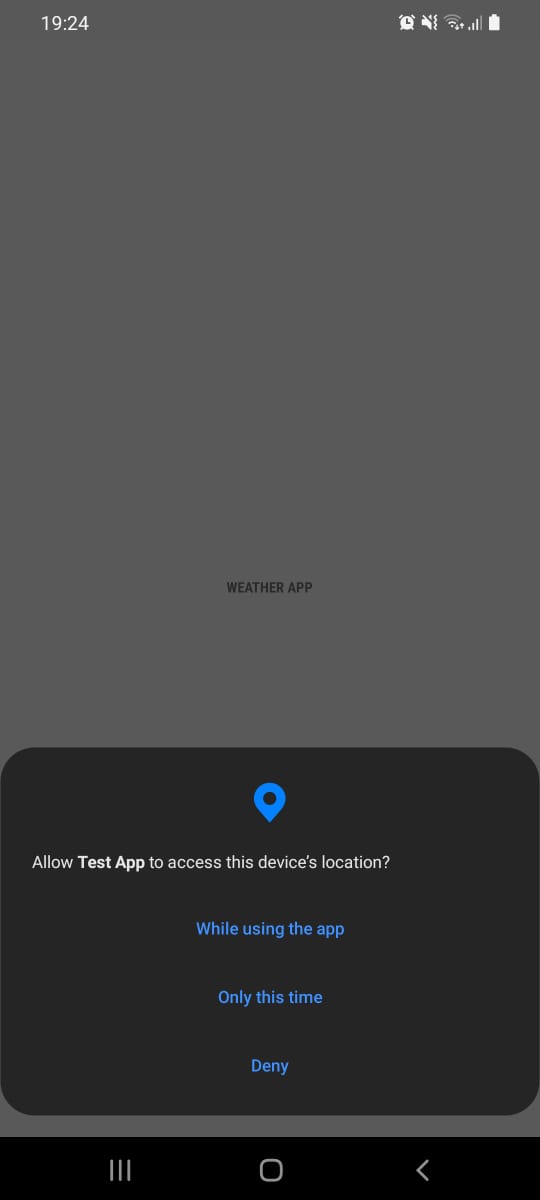 19:24
WEATHER APP
Allow Test App to access this device's location?
While using the app
Only this time
Deny